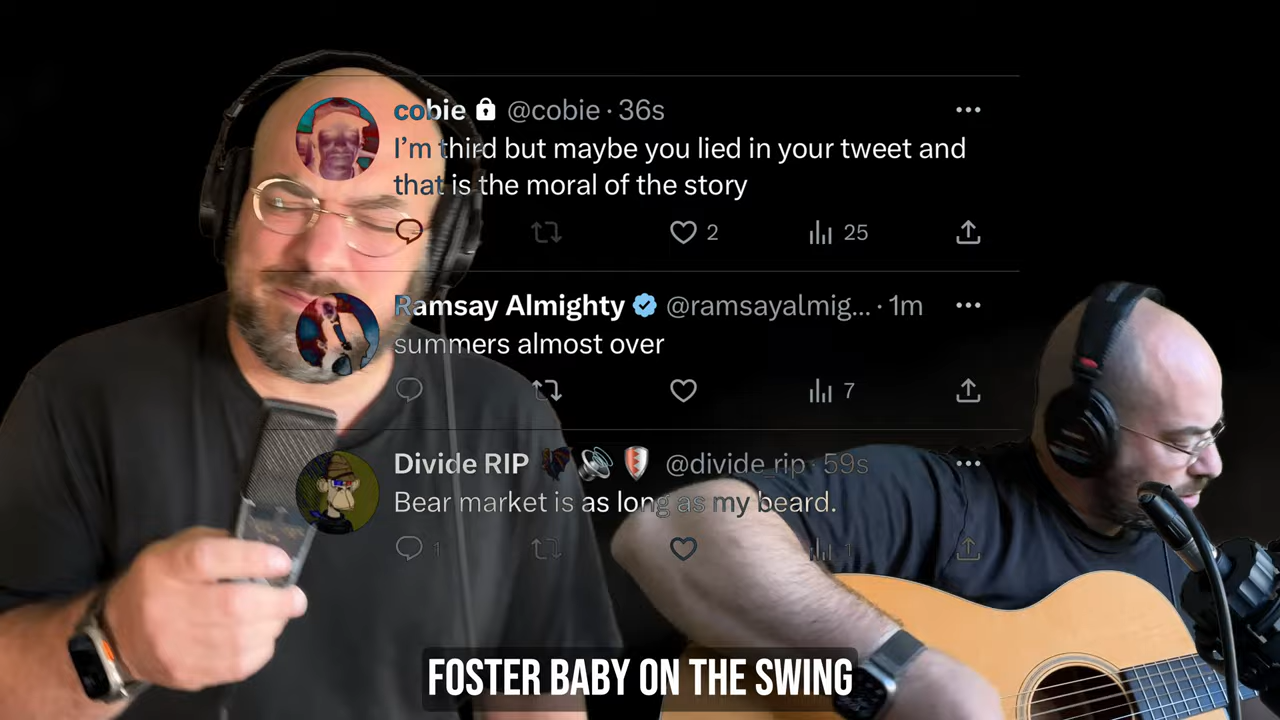 cobie @cobie · 36s
I'm third but maybe you lied in your tweet and
that is the moral of the story
2 25
Ramsay Almighty @ramsayalmig... · 1m
summers almost over
7
Divide RIP @divide_rip · 59s
Bear market is as long as my beard.
1 1
FOSTER BABY ON THE SWING